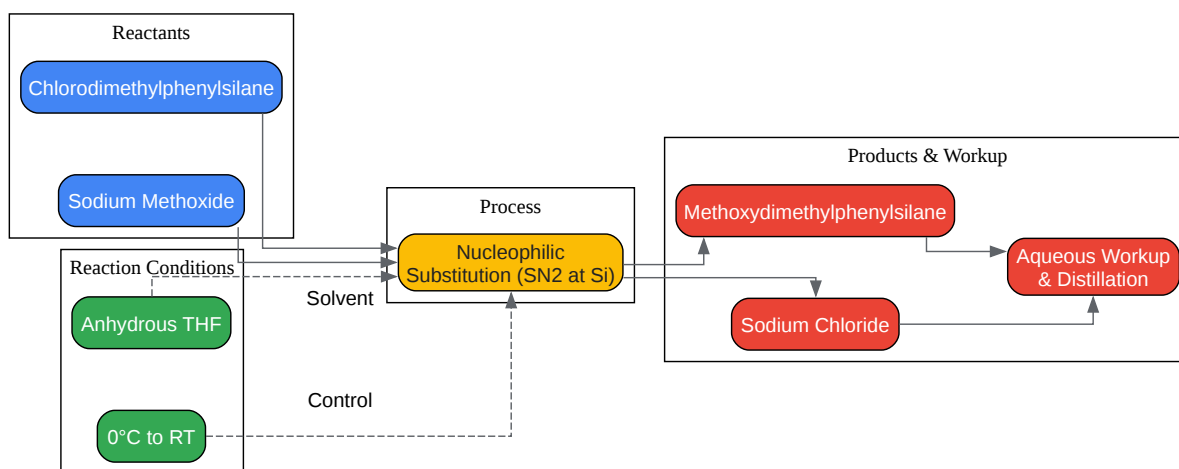 Reactants
Chlorodimethylphenylsilane
Sodium Methoxide
Reaction Conditions
Anhydrous THF
0°C to RT
Solvent
Control
Process
Nucleophilic
Substitution (SN2 at Si)
Products & Workup
Methoxydimethylphenylsilane
Sodium Chloride
Aqueous Workup
& Distillation